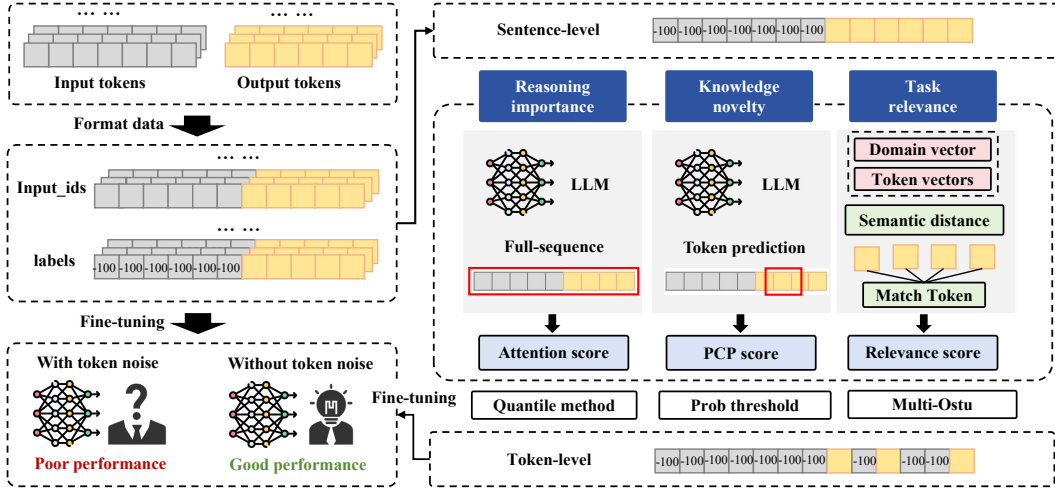 ... ...
... ...
Input tokens
Output tokens
Format data
... ...
Input_ids
... ...
labels
-100 -100 -100 -100 -100 -100
Fine-tuning
With token noise
Without token noise
Poor performance
Good performance
Fine-tuning
Sentence-level
-100 -100 -100 -100 -100 -100 -100
Reasoning
importance
LLM
Full-sequence
Attention score
Quantile method
Knowledge
novelty
LLM
Token prediction
PCP score
Prob threshold
Task
relevance
Domain vector
Token vectors
Semantic distance
Match Token
Relevance score
Multi-Ostu
Token-level
-100 -100 -100 -100 -100 -100 -100 -100 -100 -100